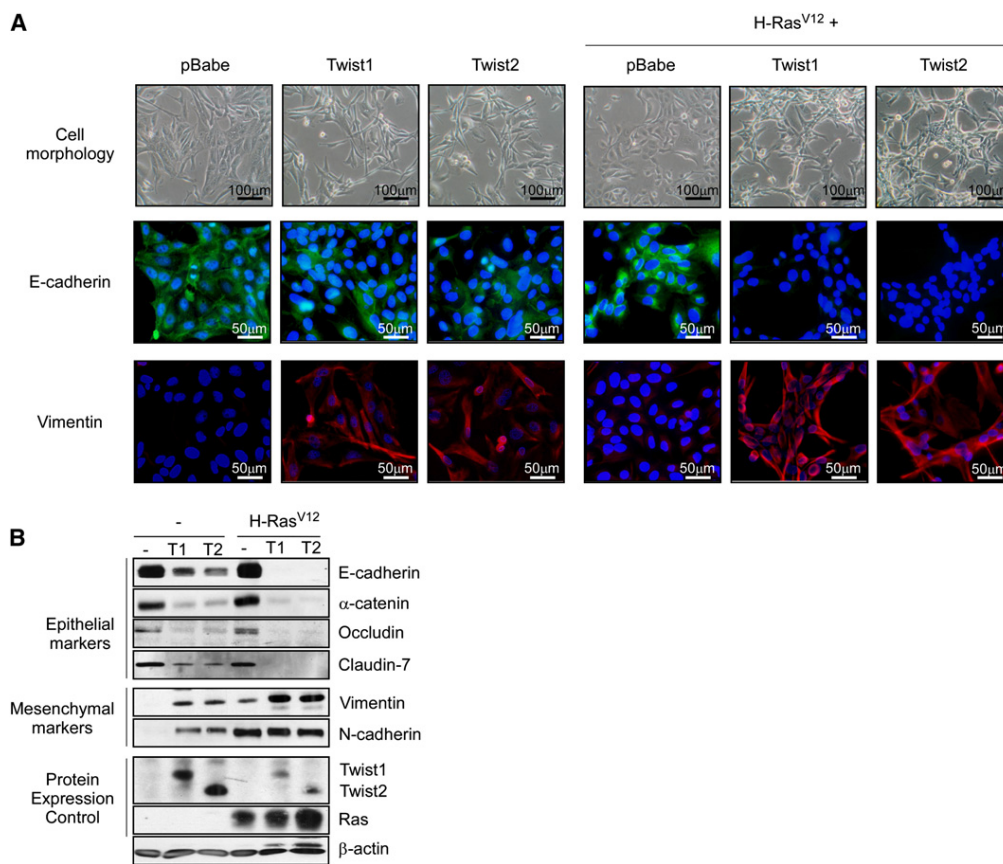 A
H-Ras^V12 +
pBabe Twist1 Twist2 pBabe Twist1 Twist2
Cell
morphology
100μm 100μm 100μm 100μm 100μm 100μm
E-cadherin
50μm 50μm 50μm 50μm 50μm 50μm
Vimentin
50μm 50μm 50μm 50μm 50μm 50μm
B
- H-Ras^V12
- T1 T2 - T1 T2
Epithelial
markers
E-cadherin
α-catenin
Occludin
Claudin-7
Mesenchymal
markers
Vimentin
N-cadherin
Protein
Expression
Control
Twist1
Twist2
Ras
β-actin